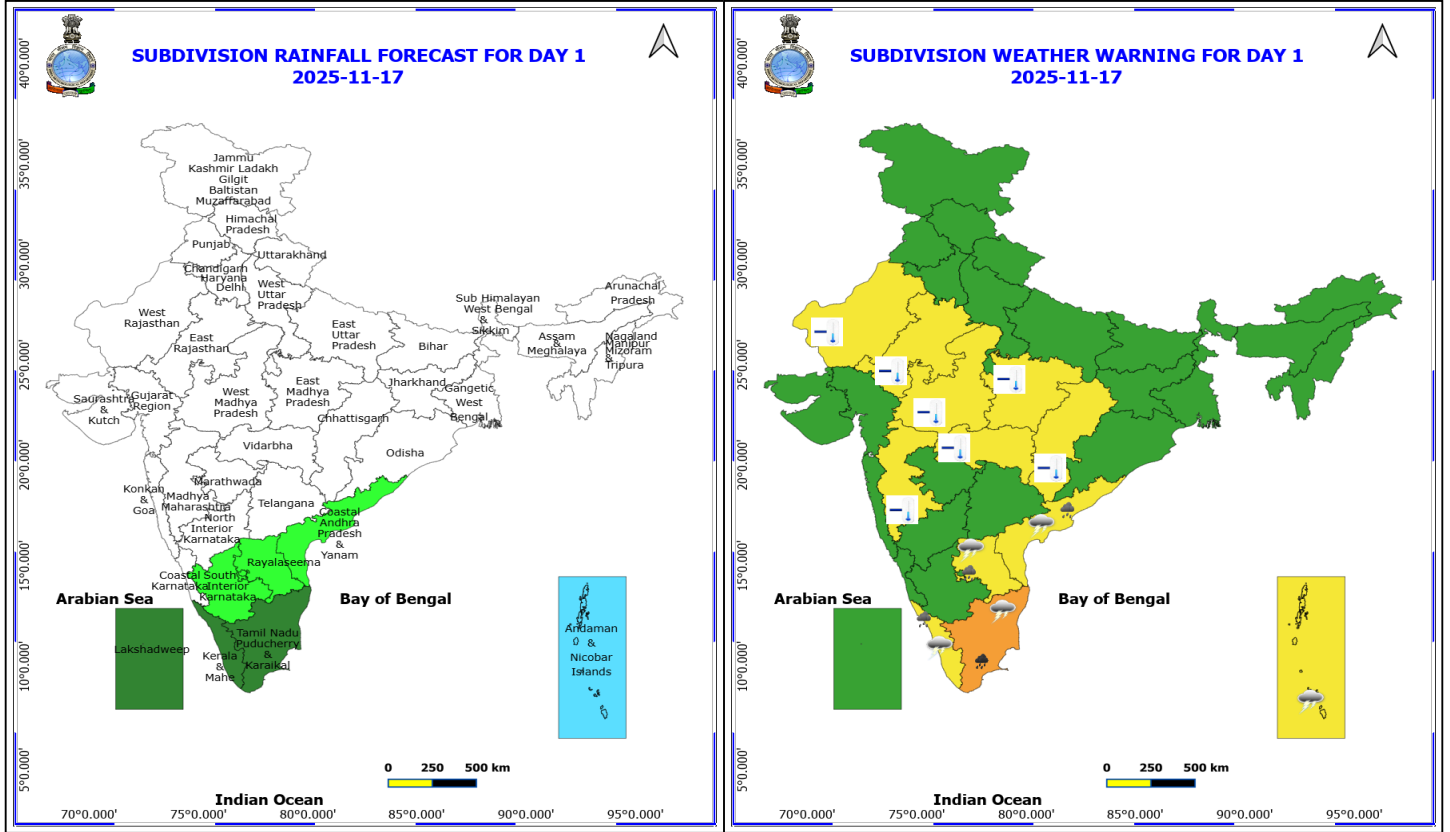 SUBDIVISION RAINFALL FORECAST FOR DAY 1
2025-11-17
40°0.000'
35°0.000'
30°0.000'
25°0.000'
20°0.000'
15°0.000'
10°0.000'
5°0.000'
Jammu
Kashmir Ladakh
Gilgit
Baltistan
Muzaffarabad
Himachal
Pradesh
Punjab
Uttarakhand
Chandigarh
Haryana
Delhi
West
Uttar
Pradesh
Arunachal
Pradesh
Sub Himalayan
West Bengal
&
Sikkim
West
Rajasthan
East
Rajasthan
East
Uttar
Pradesh
Bihar
Assam
&
Meghalaya
Nagaland
Manipur
Mizoram
&
Tripura
Saurashtra
&
Kutch
Gujarat
Region
West
Madhya
Pradesh
East
Madhya
Pradesh
Jharkhand
Gangetic
West
Bengal
Chhattisgarh
Vidarbha
Odisha
Konkan
&
Goa
Madhya
Maharashtra
Marathwada
Telangana
North
Interior
Karnataka
Coastal
Andhra
Pradesh
&
Yanam
Rayalaseema
Coastal
Karnataka
South
Interior
Karnataka
Arabian Sea
Bay of Bengal
Lakshadweep
Kerala
&
Mahe
Tamil Nadu
Puducherry
&
Karaikal
Andaman
&
Nicobar
Islands
0 250 500 km
Indian Ocean
70°0.000' 75°0.000' 80°0.000' 85°0.000' 90°0.000' 95°0.000'
SUBDIVISION WEATHER WARNING FOR DAY 1
2025-11-17
40°0.000'
35°0.000'
30°0.000'
25°0.000'
20°0.000'
15°0.000'
10°0.000'
5°0.000'
Arabian Sea
Bay of Bengal
0 250 500 km
Indian Ocean
70°0.000' 75°0.000' 80°0.000' 85°0.000' 90°0.000' 95°0.000'